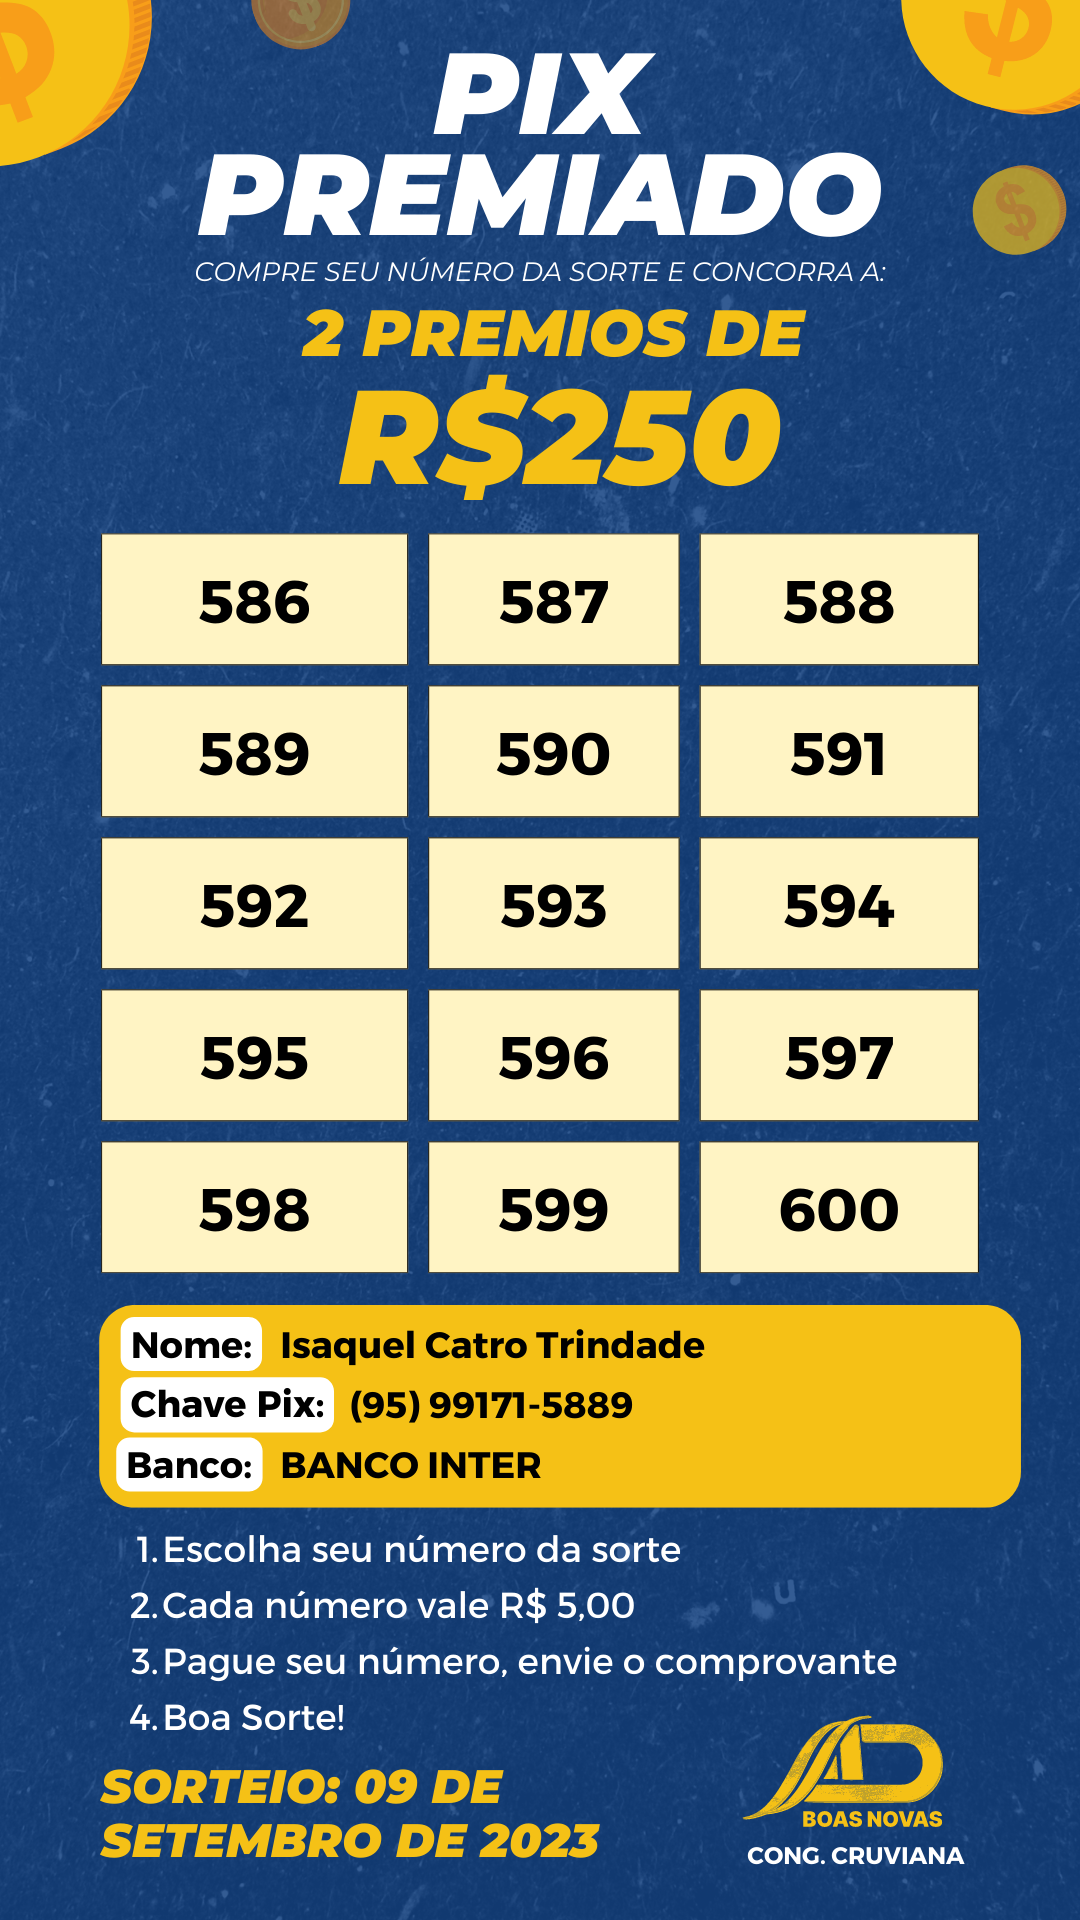 PIX
PREMIADO
COMPRE SEU NÚMERO DA SORTE E CONCORRA A:
2 PREMIOS DE
R$250
586 587 588
589 590 591
592 593 594
595 596 597
598 599 600
Nome: Isaquel Catro Trindade
Chave Pix: (95) 99171-5889
Banco: BANCO INTER
1. Escolha seu número da sorte
2. Cada número vale R$ 5,00
3. Pague seu número, envie o comprovante
4. Boa Sorte!
SORTEIO: 09 DE
SETEMBRO DE 2023
AD
BOAS NOVAS
CONG. CRUVIANA